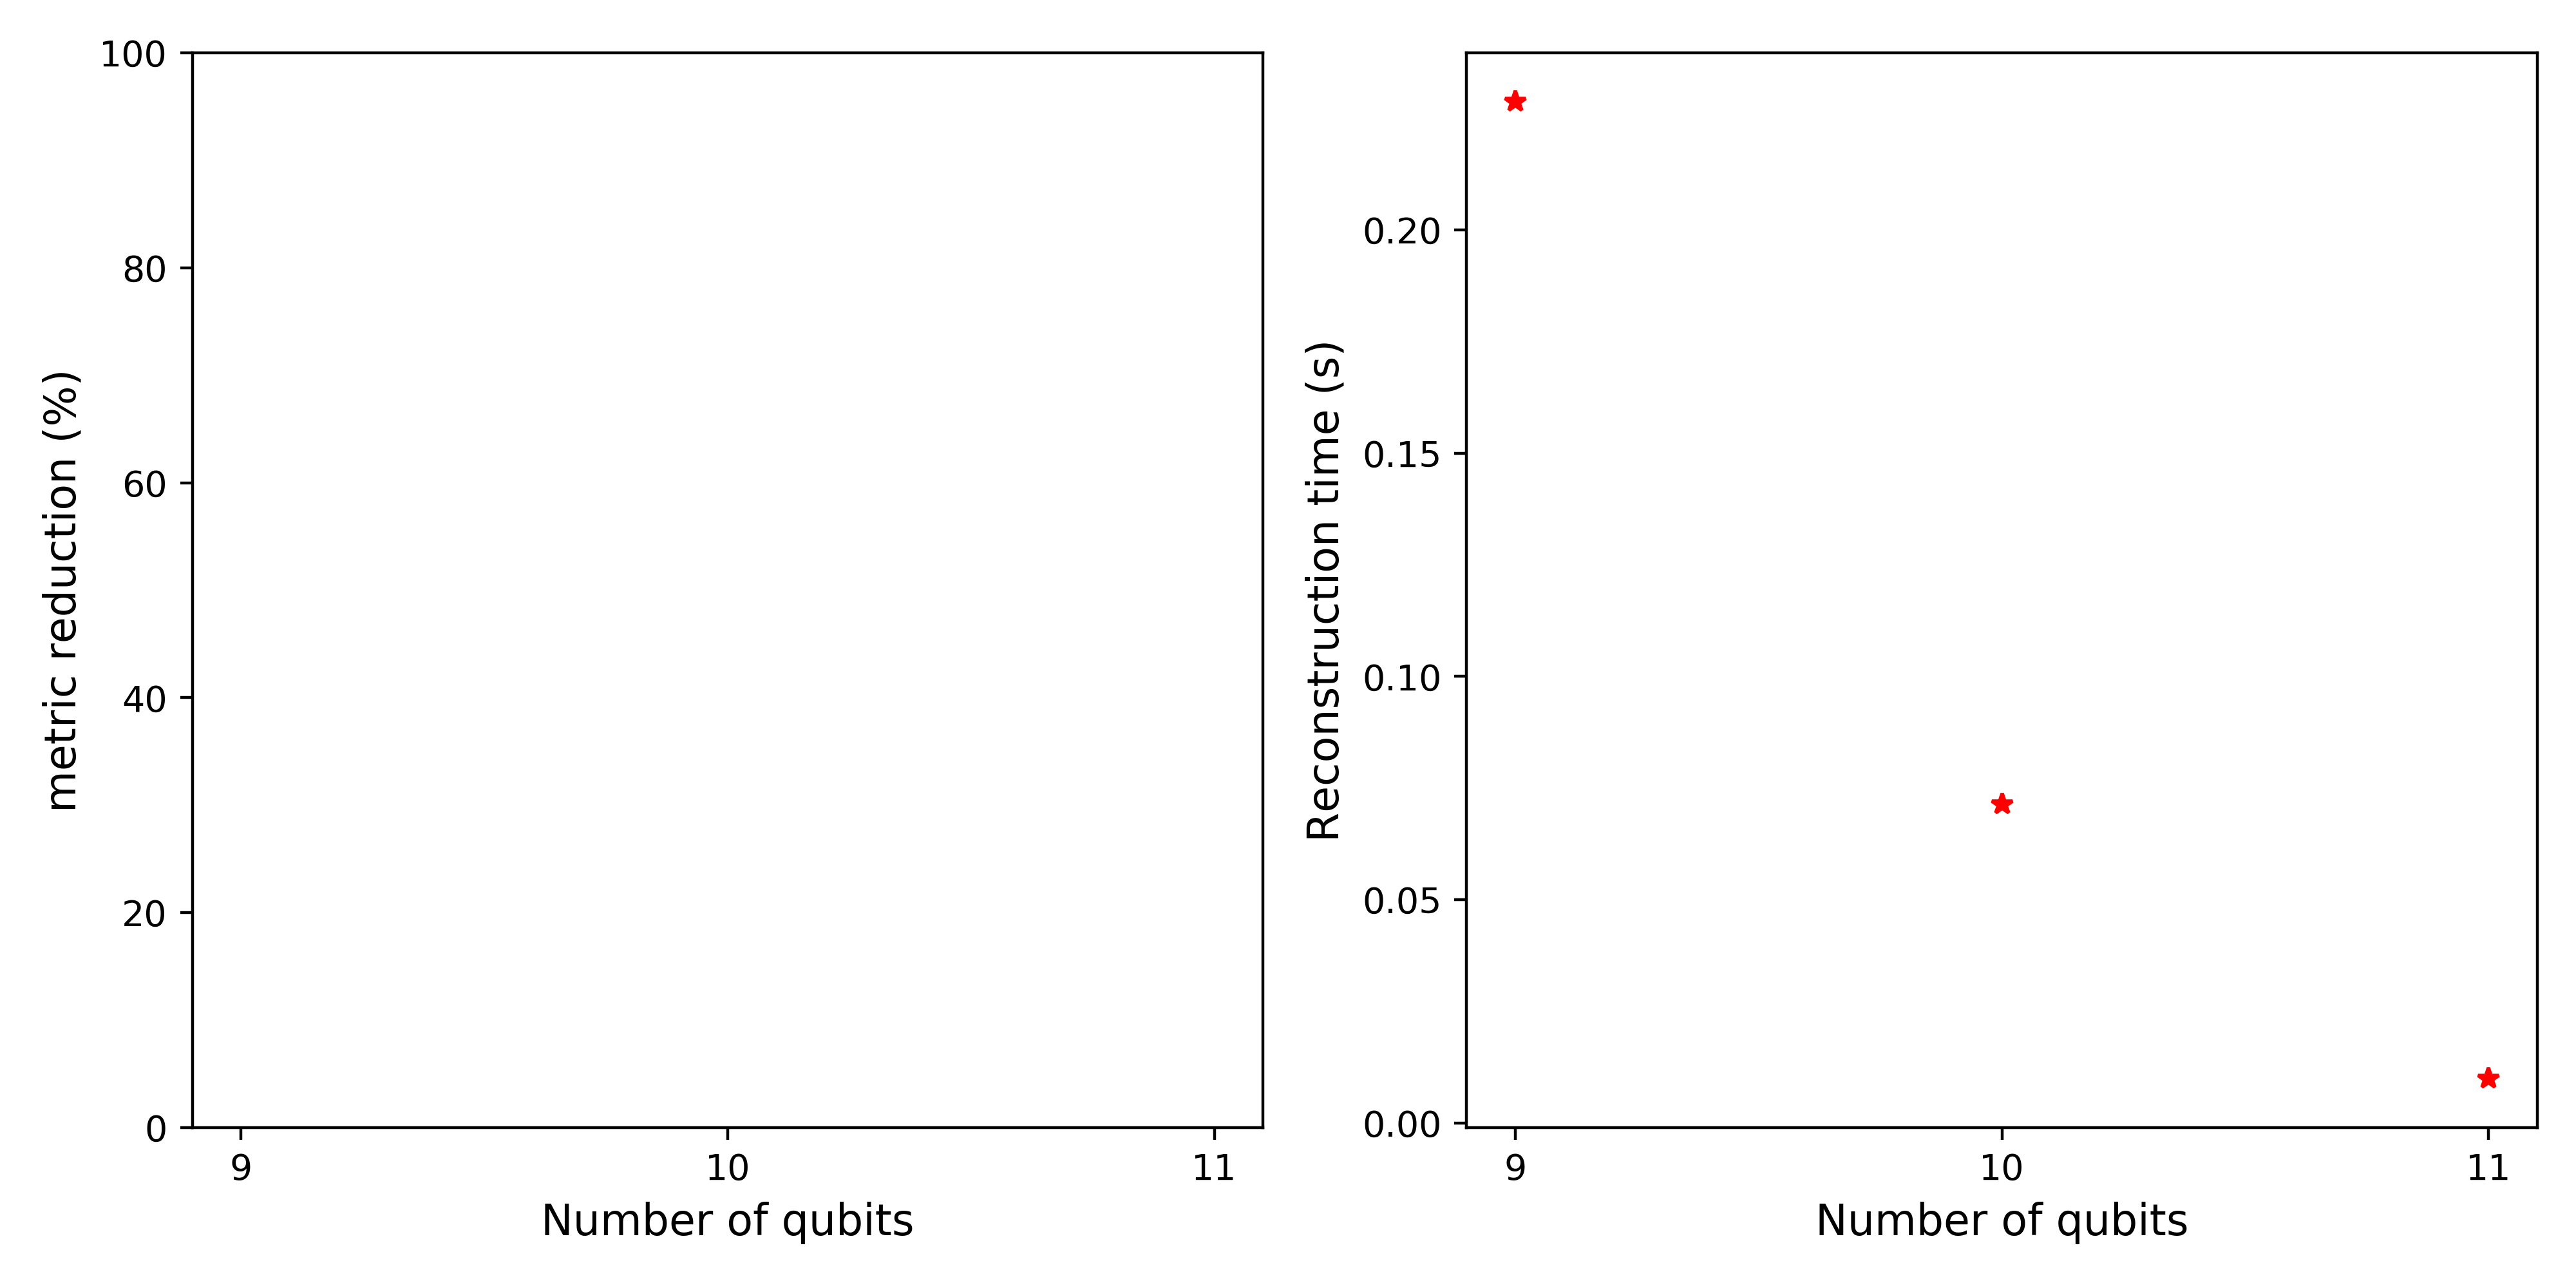 metric reduction (%)
100
80
60
40
20
0
9 10 11
Number of qubits
Reconstruction time (s)
0.20
0.15
0.10
0.05
0.00
9 10 11
Number of qubits